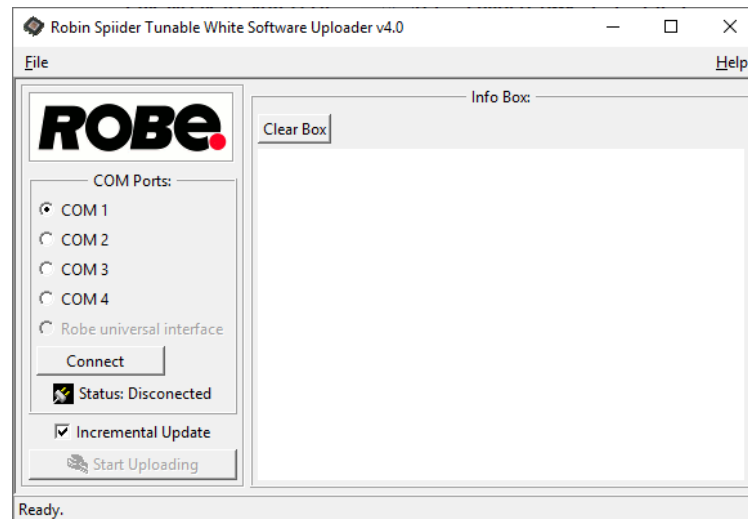 Robin Spiider Tunable White Software Uploader v4.0
File
Help
ROBE
COM Ports:
COM 1
COM 2
COM 3
COM 4
Robe universal interface
Connect
Status: Disconected
Incremental Update
Start Uploading
Info Box:
Clear Box
Ready.